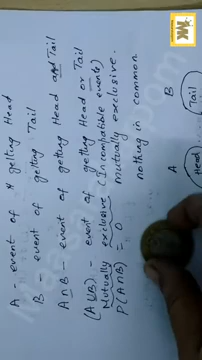 A - event of getting Head
B - event of getting Tail
A ∩ B - event of getting Head and Tail
(A ∪ B) - event of getting Head or Tail
Mutually exclusive (Incompatible events)
P(A ∩ B) = 0 mutually exclusive.
nothing in common
A B
Head Tail